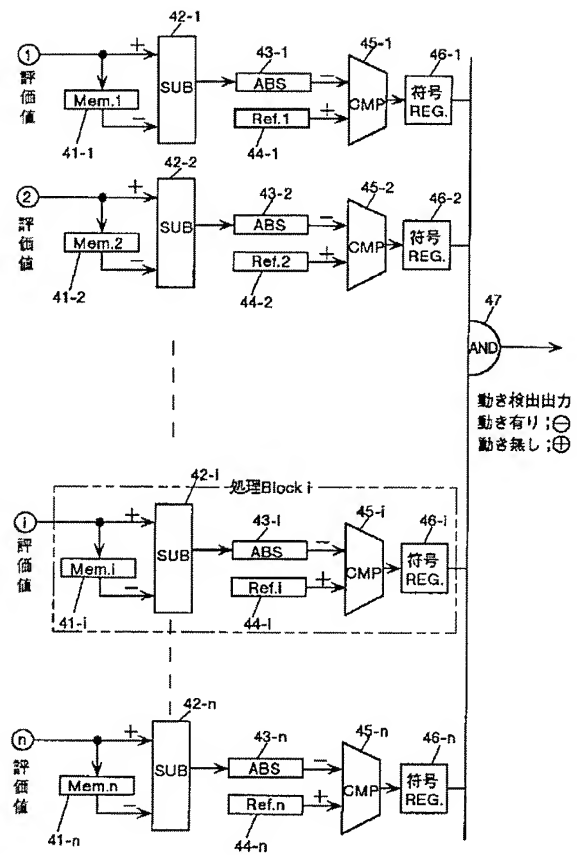 42-1
① 評価値
+
Mem.1
−
41-1
SUB
43-1
ABS
Ref.1
44-1
−
+
45-1
CMP
46-1
符号
REG.
42-2
② 評価値
+
Mem.2
−
41-2
SUB
43-2
ABS
Ref.2
44-2
−
+
45-2
CMP
46-2
符号
REG.
47
AND
動き検出出力
動き有り;⊖
動き無し;⊕
42-i
処理Block i
ⓘ 評価値
+
Mem.i
−
41-i
SUB
43-i
ABS
Ref.i
44-i
−
+
45-i
CMP
46-i
符号
REG.
42-n
ⓝ 評価値
+
Mem.n
−
41-n
SUB
43-n
ABS
Ref.n
44-n
−
+
45-n
CMP
46-n
符号
REG.